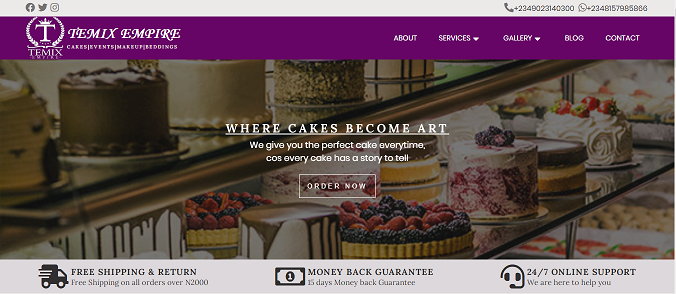 +2349023140300 +2348157985866
T
TEMIX
EMPIRE
TEMIX EMPIRE
CAKES|EVENTS|MAKEUP|BEDDINGS
ABOUT SERVICES GALLERY BLOG CONTACT
WHERE CAKES BECOME ART
We give you the perfect cake everytime,
cos every cake has a story to tell
ORDER NOW
FREE SHIPPING & RETURN
Free Shipping on all orders over N2000
MONEY BACK GUARANTEE
15 days Money back Guarantee
24/7 ONLINE SUPPORT
We are here to help you